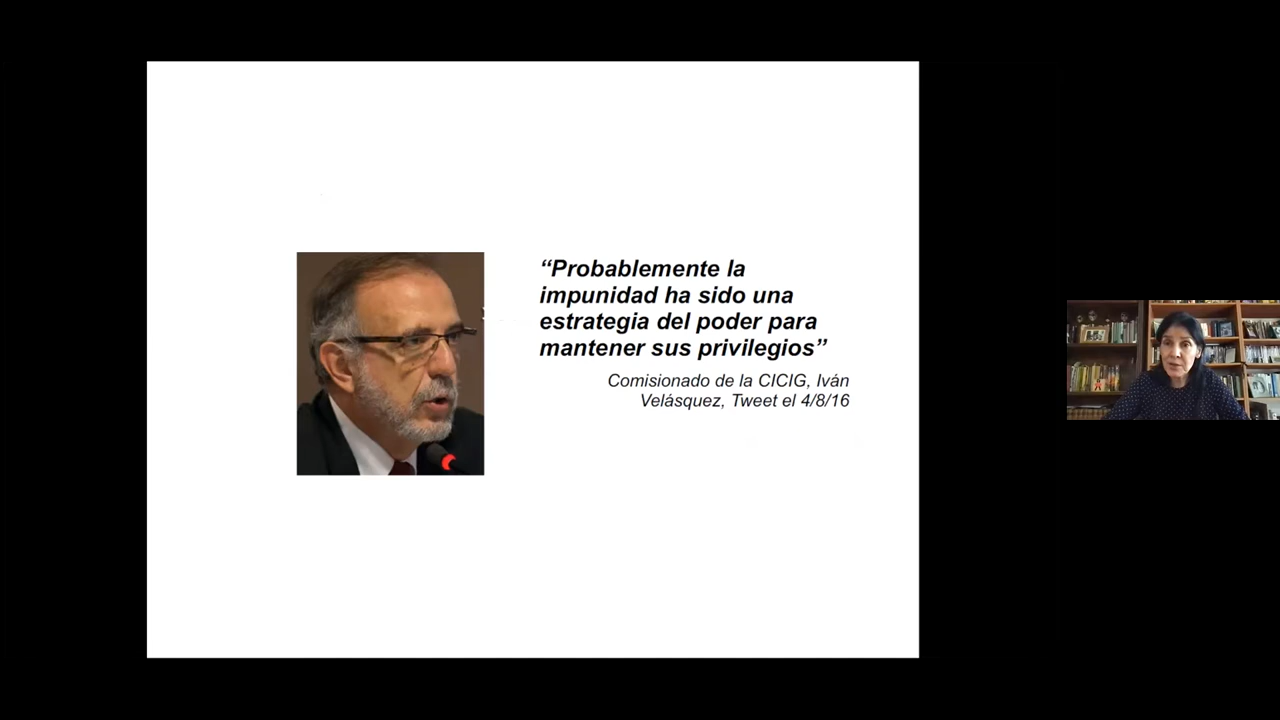 “Probablemente la
impunidad ha sido una
estrategia del poder para
mantener sus privilegios”
Comisionado de la CICIG, Iván
Velásquez, Tweet el 4/8/16